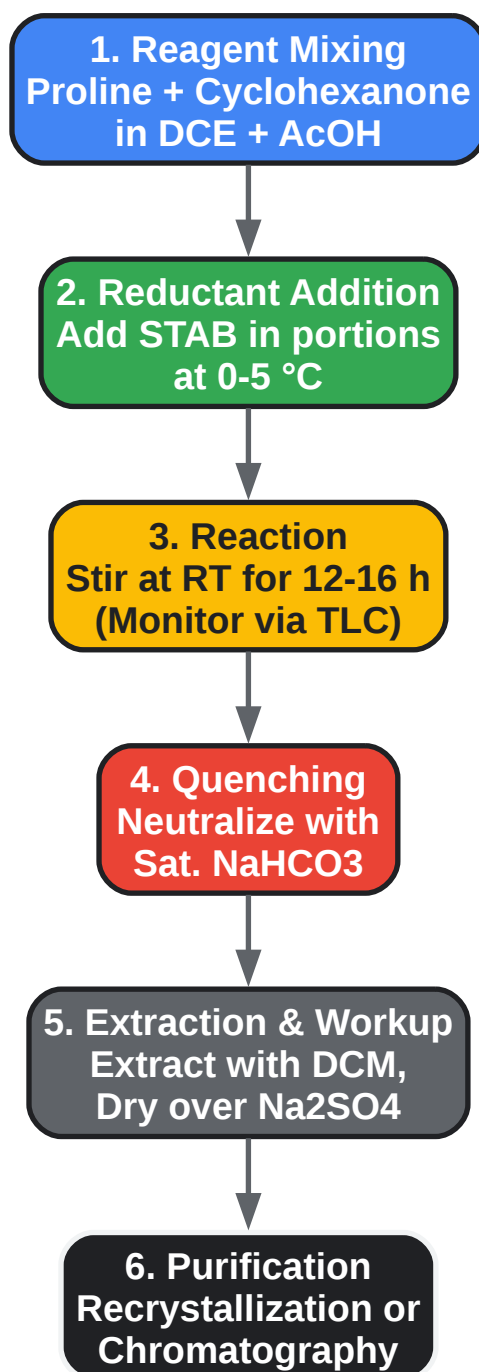 1. Reagent Mixing
Proline + Cyclohexanone
in DCE + AcOH
2. Reductant Addition
Add STAB in portions
at 0-5 °C
3. Reaction
Stir at RT for 12-16 h
(Monitor via TLC)
4. Quenching
Neutralize with
Sat. NaHCO3
5. Extraction & Workup
Extract with DCM,
Dry over Na2SO4
6. Purification
Recrystallization or
Chromatography